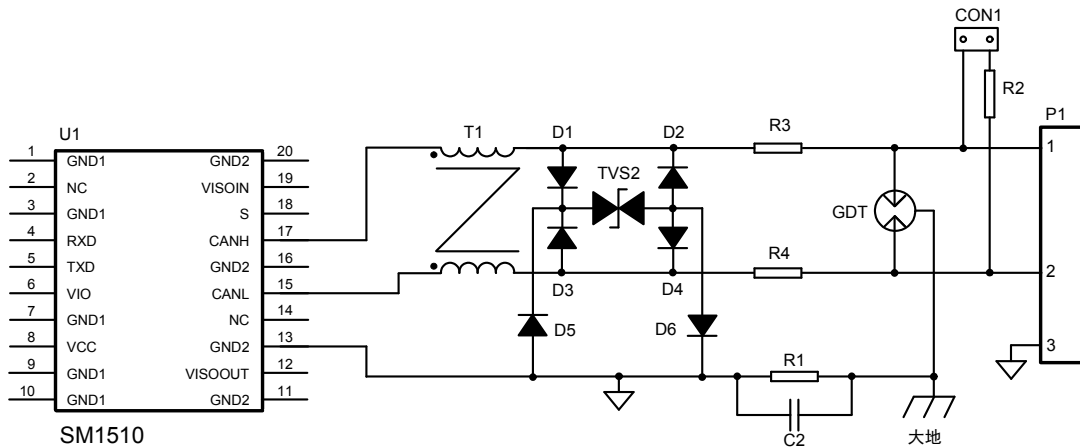 CON1
R2
P1
U1
T1
D1
D2
R3
1
1 GND1 GND2 20
2 NC VISOIN 19
3 GND1 S 18
4 RXD CANH 17
5 TXD GND2 16
6 VIO CANL 15
7 GND1 NC 14
8 VCC GND2 13
9 GND1 VISOOUT 12
10 GND1 GND2 11
SM1510
TVS2
GDT
R4
2
D3
D4
D5
D6
3
R1
C2
大地